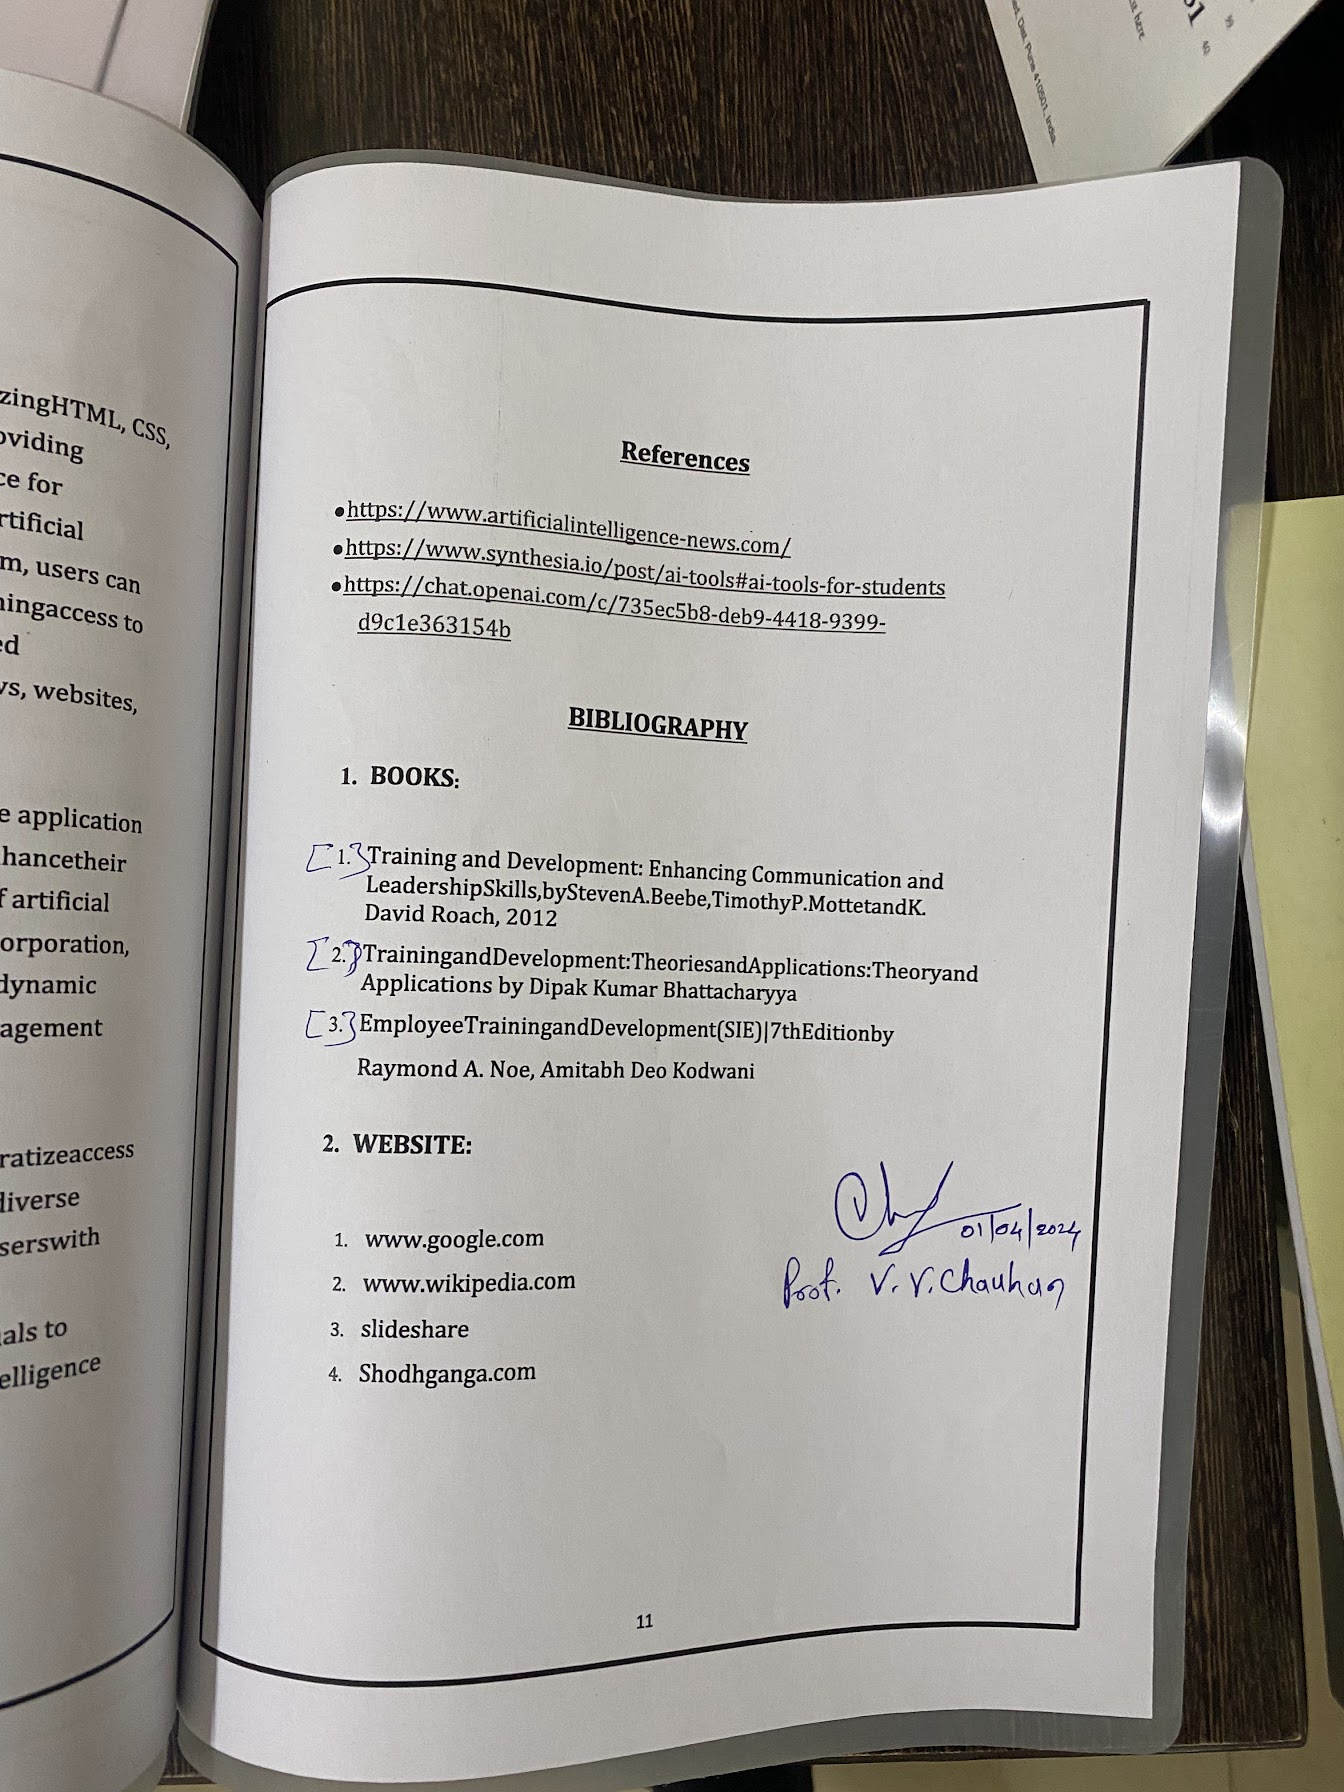 zingHTML, CSS,
oviding
ce for
rtificial
m, users can
ningaccess to
ed
ws, websites,
e application
hancetheir
f artificial
orporation,
dynamic
agement
ratizeaccess
diverse
serswith
als to
elligence
References
•https://www.artificialintelligence-news.com/
•https://www.synthesia.io/post/ai-tools#ai-tools-for-students
•https://chat.openai.com/c/735ec5b8-deb9-4418-9399-
d9c1e363154b
BIBLIOGRAPHY
1. BOOKS:
[1.] Training and Development: Enhancing Communication and
LeadershipSkills,byStevenA.Beebe,TimothyP.MottetandK.
David Roach, 2012
[2.] TrainingandDevelopment:TheoriesandApplications:Theoryand
Applications by Dipak Kumar Bhattacharyya
[3.] EmployeeTrainingandDevelopment(SIE)|7thEditionby
Raymond A. Noe, Amitabh Deo Kodwani
2. WEBSITE:
1. www.google.com
2. www.wikipedia.com
3. slideshare
4. Shodhganga.com
01/04/2024
Prof. V. V. Chauhan
11
Dist. Pune 410501, India.
here
51
99
40